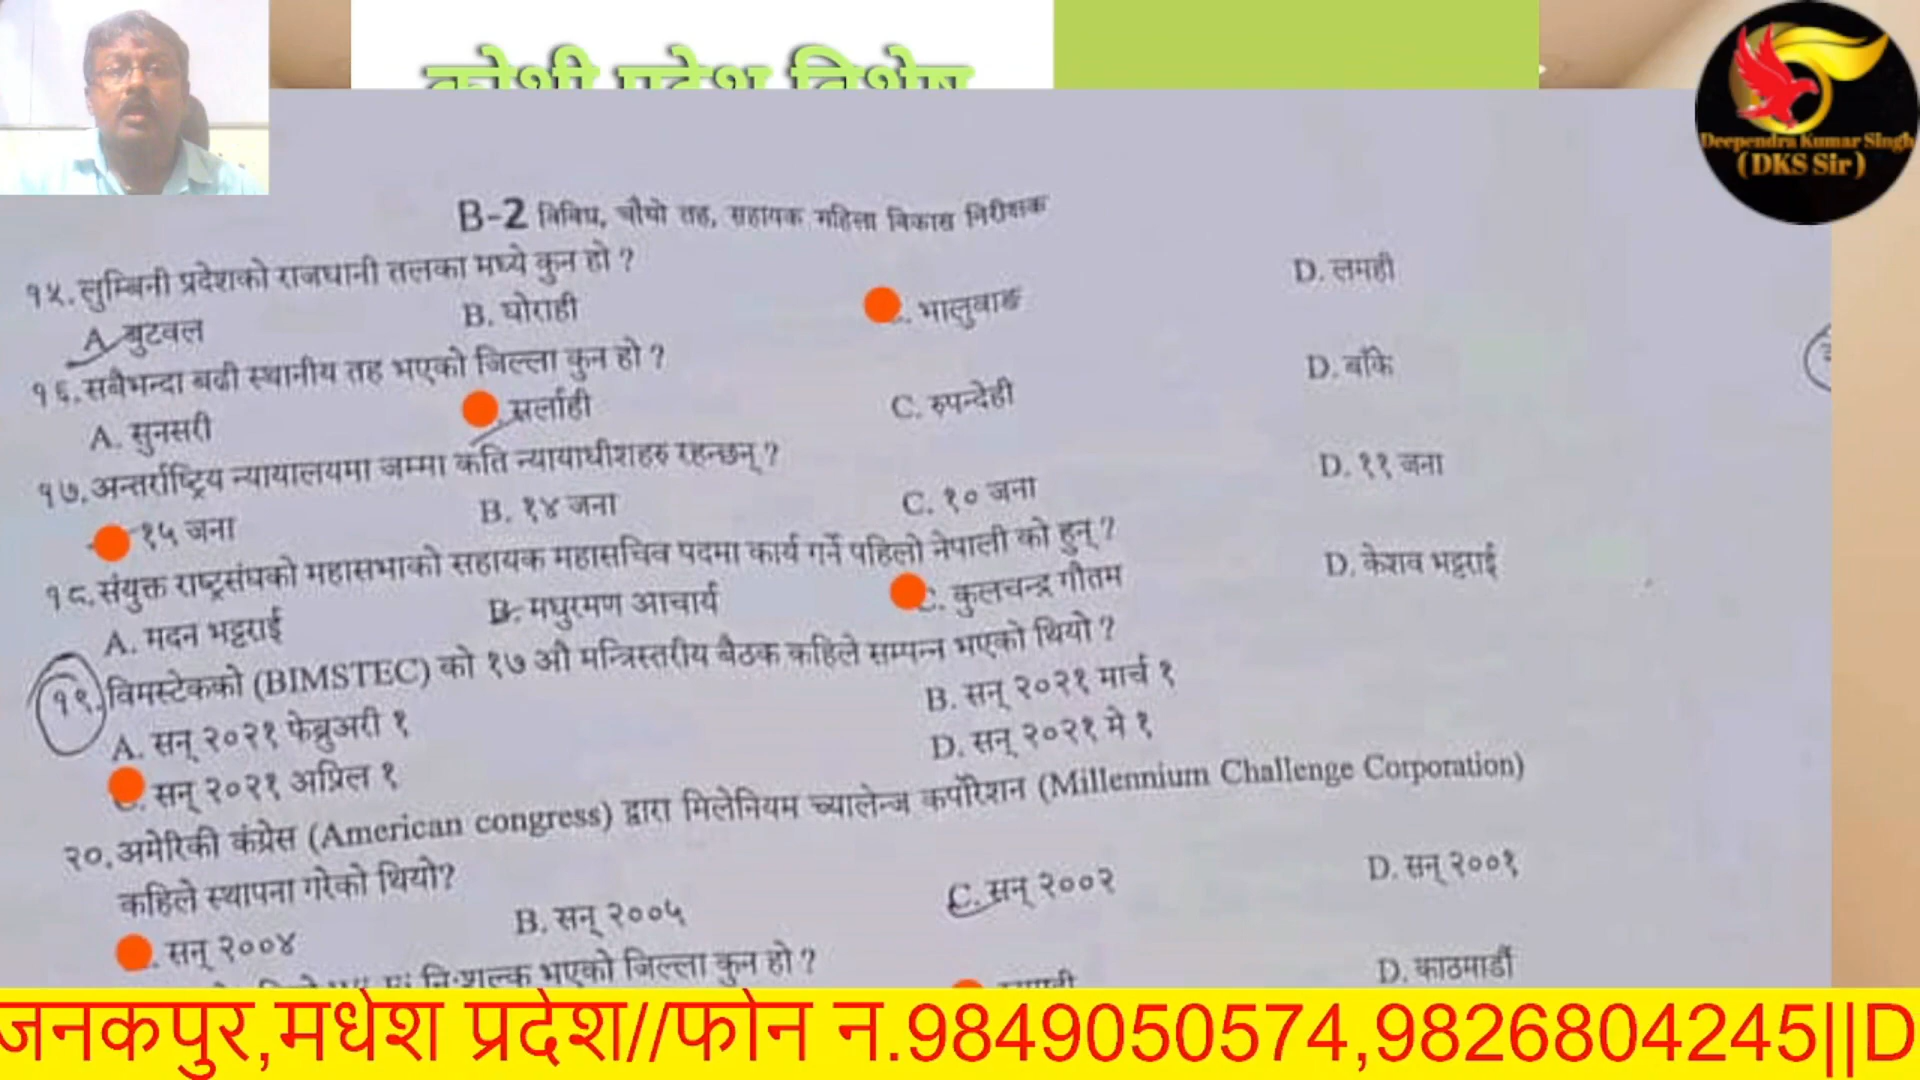 कोशी प्रदेश विशेष
Deependra Kumar Singh
(DKS Sir)
B-2 विविध, चौथो तह, सहायक महिला विकास निरीक्षक
१५. लुम्बिनी प्रदेशको राजधानी तलका मध्ये कुन हो ?
A. बुटवल B. घोराही भालुवाङ D. लमही
१६. सबैभन्दा बढी स्थानीय तह भएको जिल्ला कुन हो ?
A. सुनसरी सर्लाही C. रुपन्देही D. बाँके
१७. अन्तर्राष्ट्रिय न्यायालयमा जम्मा कति न्यायाधीशहरु रहन्छन् ?
१५ जना B. १४ जना C. १० जना D. ११ जना
१८. संयुक्त राष्ट्रसंघको महासभाको सहायक महासचिव पदमा कार्य गर्ने पहिलो नेपाली को हुन् ?
A. मदन भट्टराई B. मधुरमण आचार्य C. कुलचन्द्र गौतम D. केशव भट्टराई
१९. विमस्टेकको (BIMSTEC) को १७ औ मन्त्रिस्तरीय बैठक कहिले सम्पन्न भएको थियो ?
A. सन् २०२१ फेब्रुअरी १ B. सन् २०२१ मार्च १
C. सन् २०२१ अप्रिल १ D. सन् २०२१ मे १
२०. अमेरिकी कंग्रेस (American congress) द्वारा मिलेनियम च्यालेन्ज कर्पोरेशन (Millennium Challenge Corporation)
कहिले स्थापना गरेको थियो?
सन् २००४ B. सन् २००५ C. सन् २००२ D. सन् २००१
नि:शुल्क भएको जिल्ला कुन हो ?
D. काठमाडौं
जनकपुर,मधेश प्रदेश//फोन न.9849050574,9826804245||D